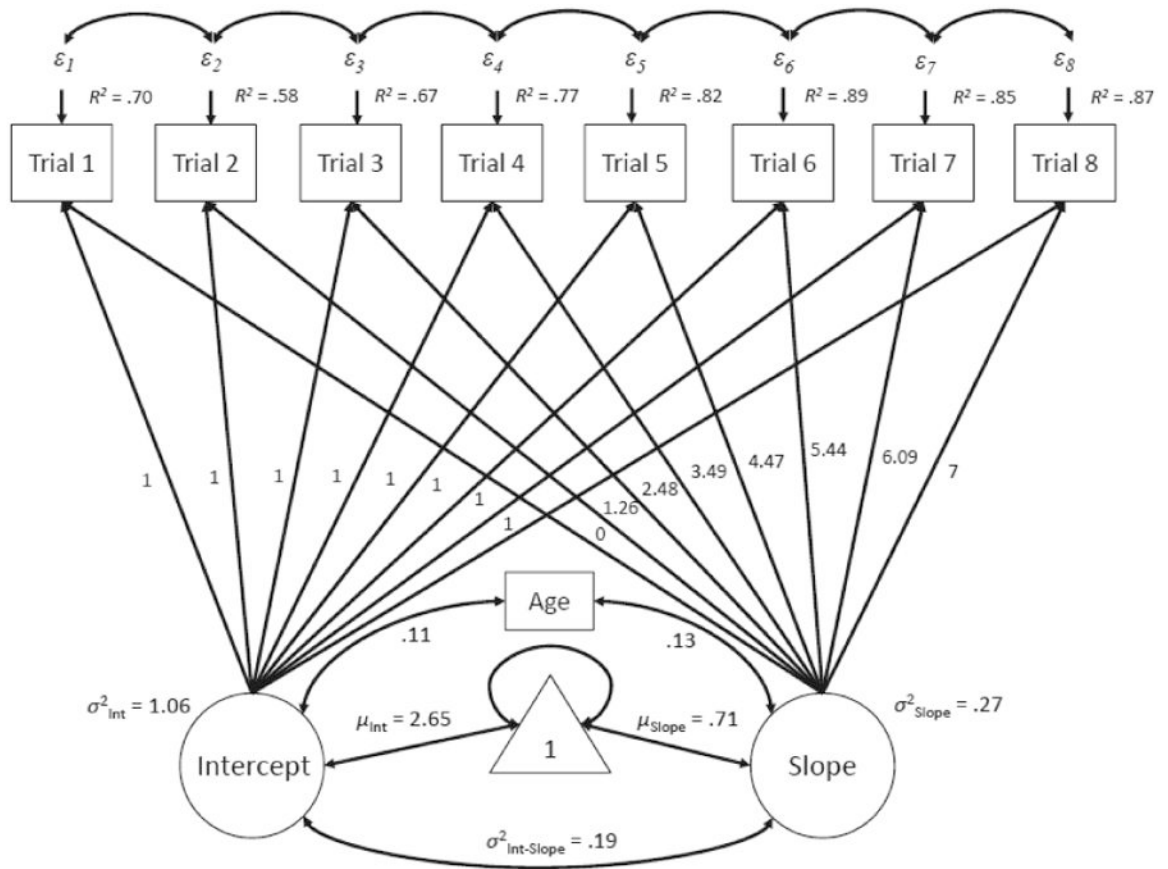 ε1 ε2 ε3 ε4 ε5 ε6 ε7 ε8
R² = .70 R² = .58 R² = .67 R² = .77 R² = .82 R² = .89 R² = .85 R² = .87
Trial 1 Trial 2 Trial 3 Trial 4 Trial 5 Trial 6 Trial 7 Trial 8
1 1 1 1 1 1 1 1 0 1.26 2.48 3.49 4.47 5.44 6.09 7
Age
.11 .13
σ²Int = 1.06 μInt = 2.65 μSlope = .71 σ²Slope = .27
Intercept 1 Slope
σ²Int-Slope = .19